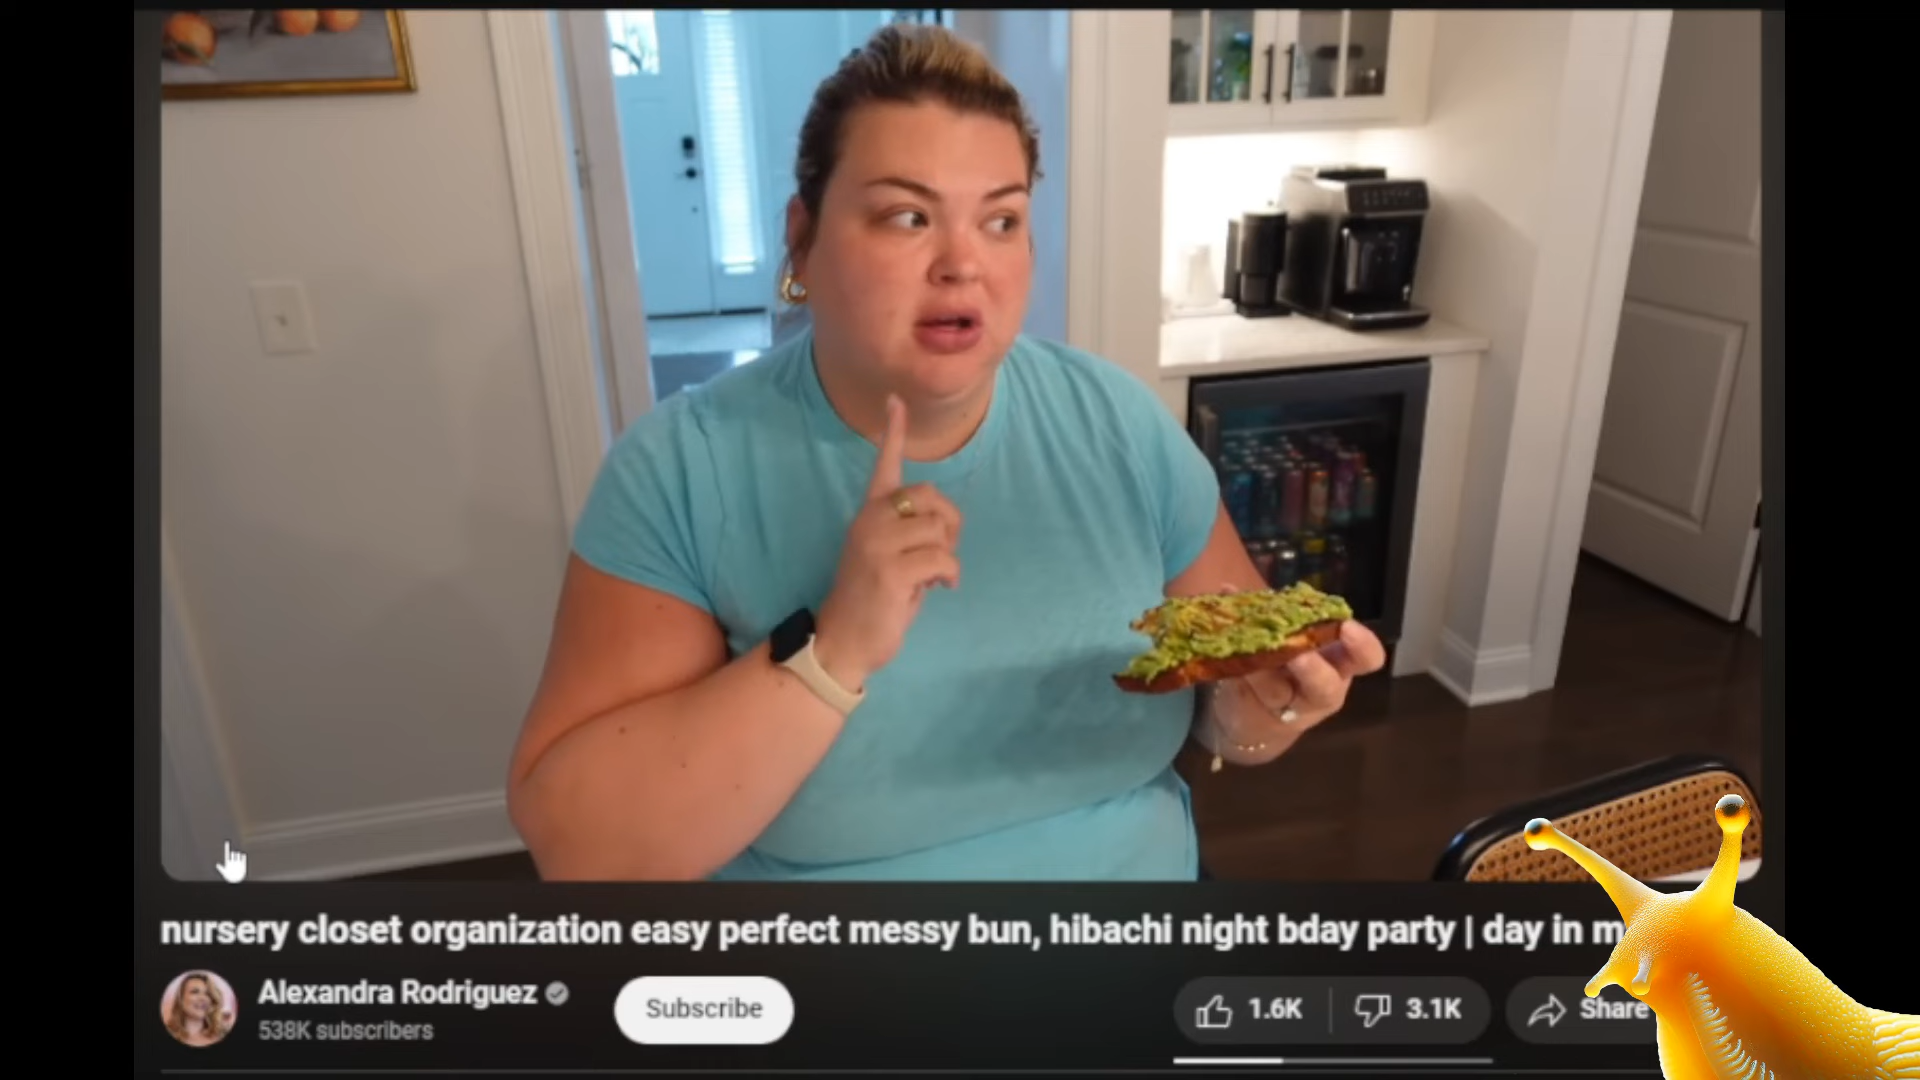 nursery closet organization easy perfect messy bun, hibachi night bday party | day in m
Alexandra Rodriguez
538K subscribers
Subscribe
1.6K
3.1K
Share